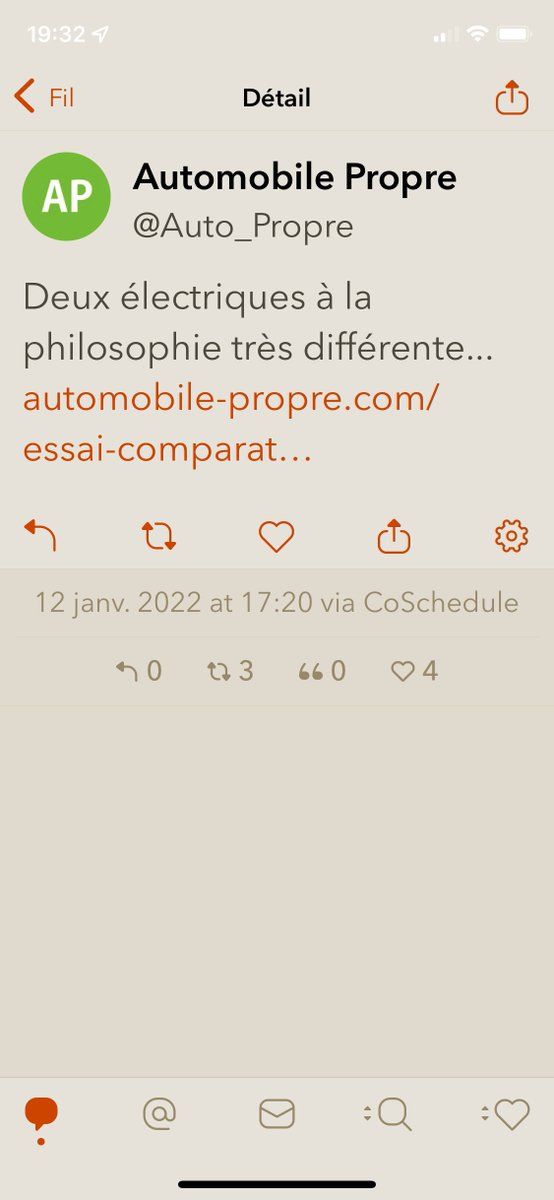 19:32
Fil
Détail
AP
Automobile Propre
@Auto_Propre
Deux électriques à la
philosophie très différente...
automobile-propre.com/
essai-comparat…
12 janv. 2022 at 17:20 via CoSchedule
0 3 0 4